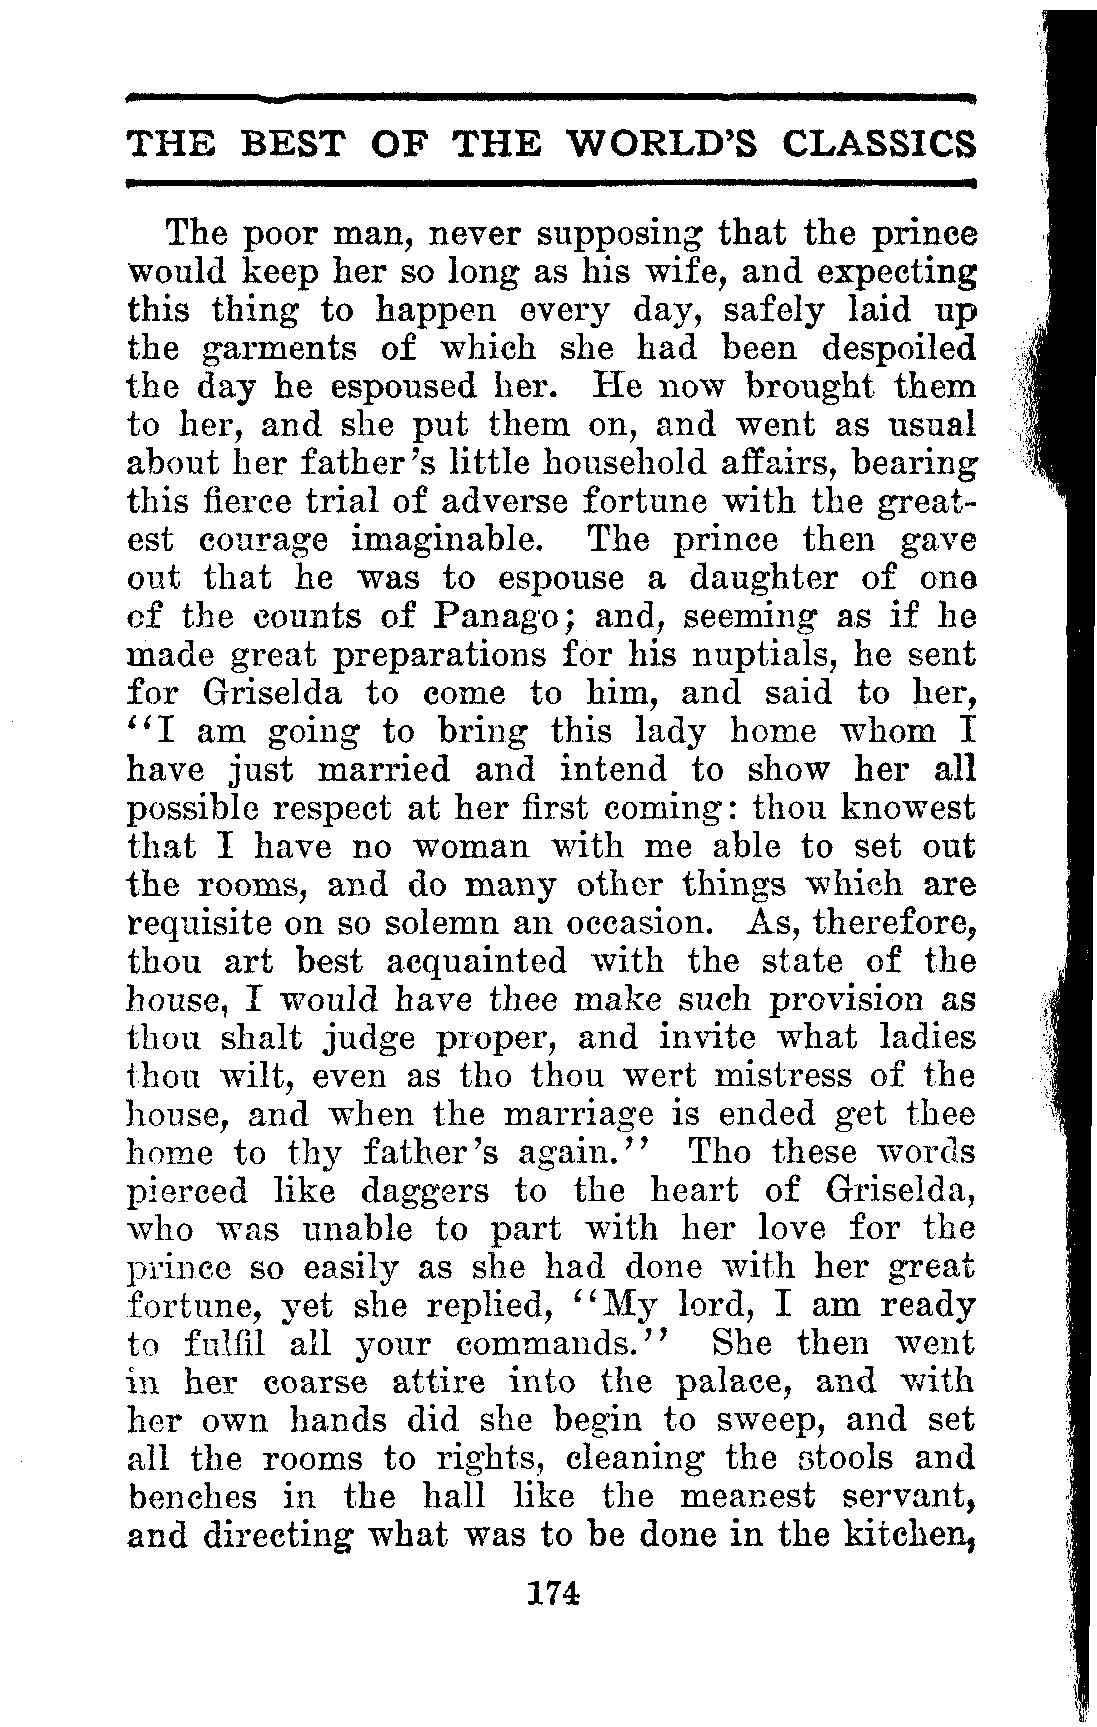 THE BEST OF THE WORLD'S CLASSICS
The poor man, never supposing that the prince
would keep her so long as his wife, and expecting
this thing to happen every day, safely laid up
the garments of which she had been despoiled
the day he espoused her. He now brought them
to her, and she put them on, and went as usual
about her father's little household affairs, bearing
this fierce trial of adverse fortune with the great-
est courage imaginable. The prince then gave
out that he was to espouse a daughter of one
of the counts of Panago; and, seeming as if he
made great preparations for his nuptials, he sent
for Griselda to come to him, and said to her,
"I am going to bring this lady home whom I
have just married and intend to show her all
possible respect at her first coming: thou knowest
that I have no woman with me able to set out
the rooms, and do many other things which are
requisite on so solemn an occasion. As, therefore,
thou art best acquainted with the state of the
house, I would have thee make such provision as
thou shalt judge proper, and invite what ladies
thou wilt, even as tho thou wert mistress of the
house, and when the marriage is ended get thee
home to thy father's again." Tho these words
pierced like daggers to the heart of Griselda,
who was unable to part with her love for the
prince so easily as she had done with her great
fortune, yet she replied, "My lord, I am ready
to fulfil all your commands." She then went
in her coarse attire into the palace, and with
her own hands did she begin to sweep, and set
all the rooms to rights, cleaning the stools and
benches in the hall like the meanest servant,
and directing what was to be done in the kitchen,
174